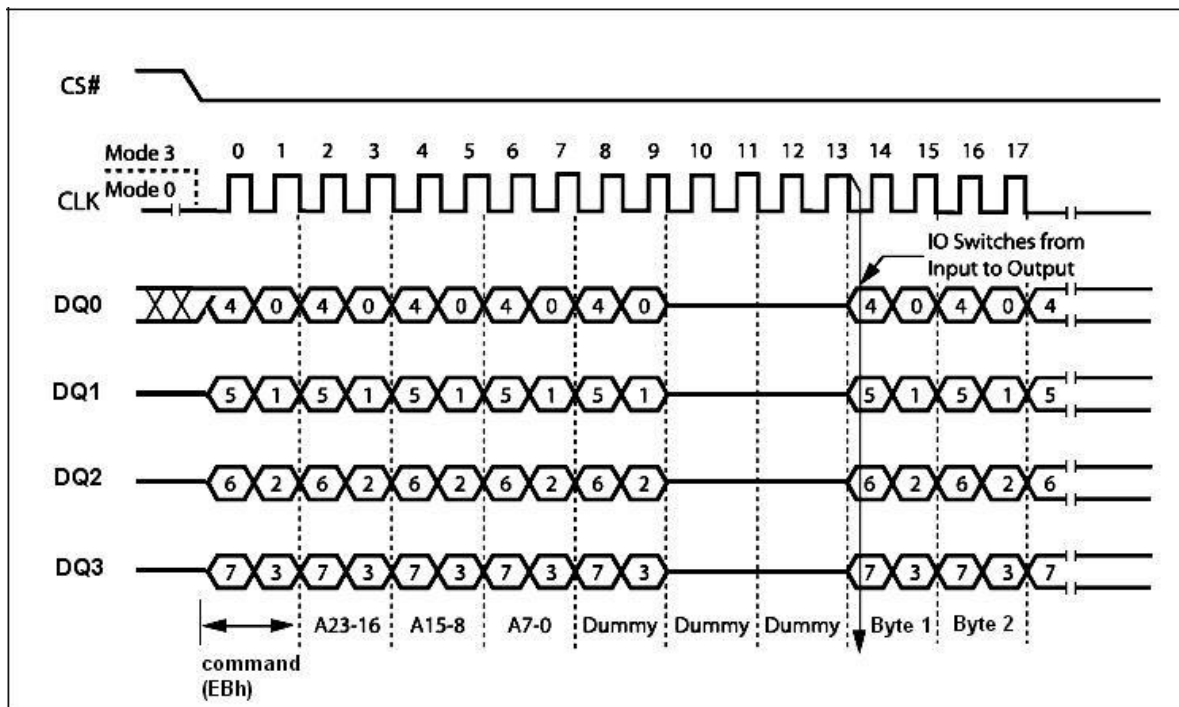 CS#
Mode 3
0 1 2 3 4 5 6 7 8 9 10 11 12 13 14 15 16 17
CLK
Mode 0
IO Switches from
Input to Output
DQ0
4 0 4 0 4 0 4 0 4 0 4 0 4 0 4
DQ1
5 1 5 1 5 1 5 1 5 1 5 1 5 1 5
DQ2
6 2 6 2 6 2 6 2 6 2 6 2 6 2 6
DQ3
7 3 7 3 7 3 7 3 7 3 7 3 7 3 7
A23-16 A15-8 A7-0 Dummy Dummy Dummy Byte 1 Byte 2
command
(EBh)